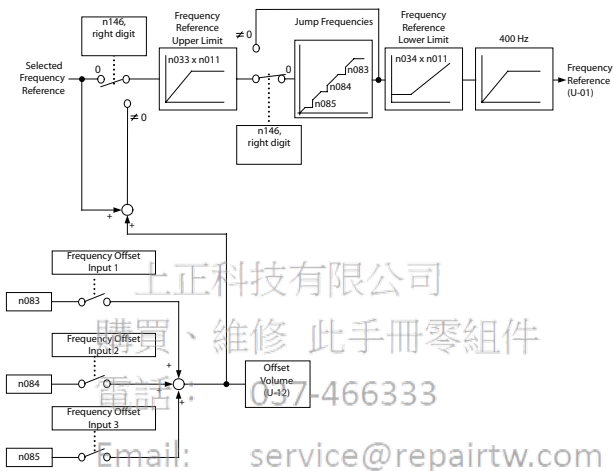 n146,
right digit
Frequency
Reference
Upper Limit
≠0
Jump Frequencies
Frequency
Reference
Lower Limit
400 Hz
Selected
Frequency
Reference
0
n033 x n011
0
n083
n084
n085
n034 x n011
Frequency
Reference
(U-01)
≠0
n146,
right digit
+
+
Frequency Offset
Input 1
上正科技有限公司
n083
購買、維修 此手冊零組件
Frequency Offset
Input 2
+
n084
+
Offset
Volume
(U-12)
電話: 037-466333
Frequency Offset
Input 3
+
n085
Email: service@repairtw.com